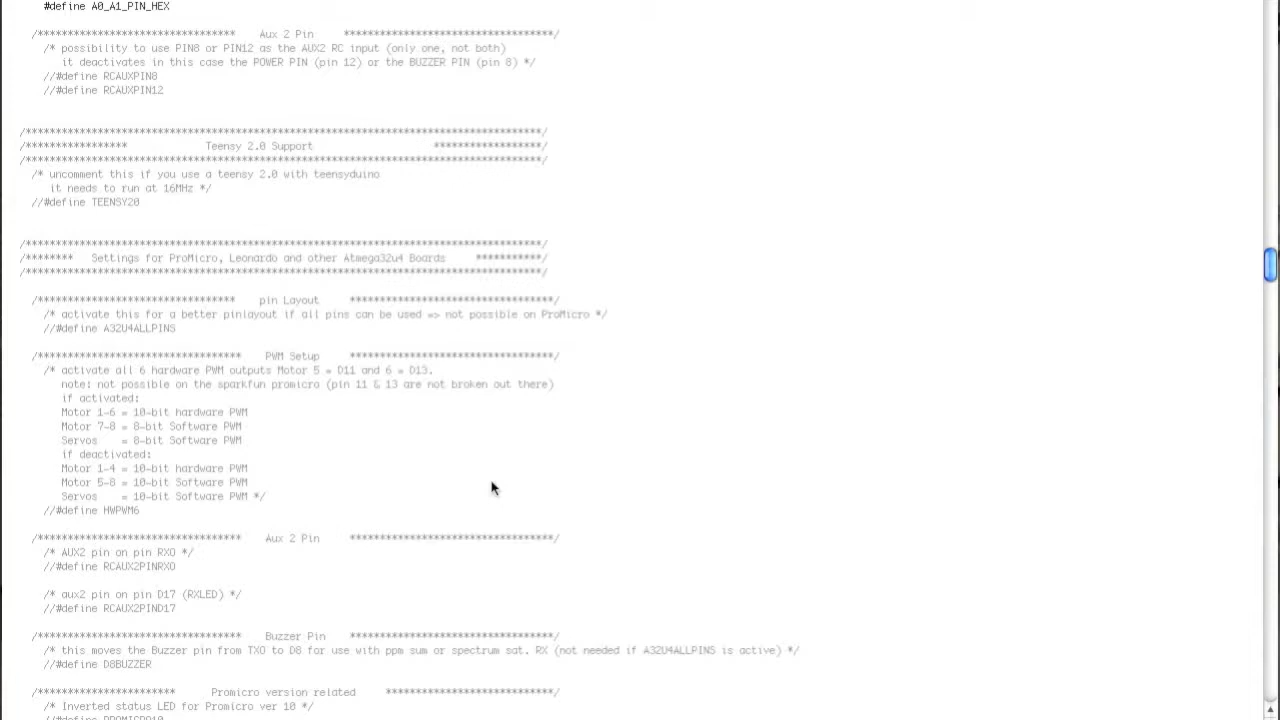 #define A0_A1_PIN_HEX
/********************************* Aux 2 Pin ***********************************/
/* possibility to use PIN8 or PIN12 as the AUX2 RC input (only one, not both)
it deactivates in this case the POWER PIN (pin 12) or the BUZZER PIN (pin 8) */
//#define RCAUXPIN8
//#define RCAUXPIN12
/**************************************************************************************/
/***************** Teensy 2.0 Support ******************/
/**************************************************************************************/
/* uncomment this if you use a teensy 2.0 with teensyduino
it needs to run at 16MHz */
//#define TEENSY20
/**************************************************************************************/
/******** Settings for ProMicro, Leonardo and other Atmega32u4 Boards ***********/
/**************************************************************************************/
/********************************* pin Layout **********************************/
/* activate this for a better pinlayout if all pins can be used => not possible on ProMicro */
//#define A32U4ALLPINS
/********************************** PWM Setup **********************************/
/* activate all 6 hardware PWM outputs Motor 5 = D11 and 6 = D13.
note: not possible on the sparkfun promicro (pin 11 & 13 are not broken out there)
if activated:
Motor 1-6 = 10-bit hardware PWM
Motor 7-8 = 8-bit Software PWM
Servos = 8-bit Software PWM
if deactivated:
Motor 1-4 = 10-bit hardware PWM
Motor 5-8 = 10-bit Software PWM
Servos = 10-bit Software PWM */
//#define HWPWM6
/********************************** Aux 2 Pin **********************************/
/* AUX2 pin on pin RXO */
//#define RCAUX2PINRXO
/* aux2 pin on pin D17 (RXLED) */
//#define RCAUX2PIND17
/********************************** Buzzer Pin **********************************/
/* this moves the Buzzer pin from TXO to D8 for use with ppm sum or spectrum sat. RX (not needed if A32U4ALLPINS is active) */
//#define D8BUZZER
/*********************** Promicro version related ****************************/
/* Inverted status LED for Promicro ver 10 */
//#define PROMICRO10